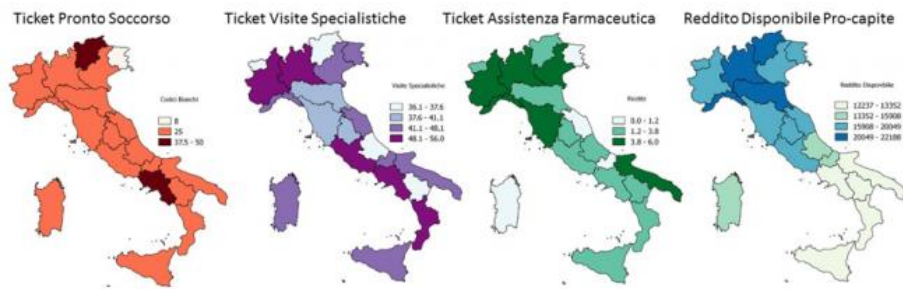 Ticket Pronto Soccorso
Ticket Visite Specialistiche
Ticket Assistenza Farmaceutica
Reddito Disponibile Pro-capite
Codici Bianchi
8
25
37.5 - 50
Visite Specialistiche
36.1 - 37.6
37.6 - 41.1
41.1 - 48.1
48.1 - 56.0
Ricette
0.0 - 1.2
1.2 - 3.8
3.8 - 6.0
Reddito Disponibile
12237 - 13352
13352 - 15908
15908 - 20049
20049 - 22188